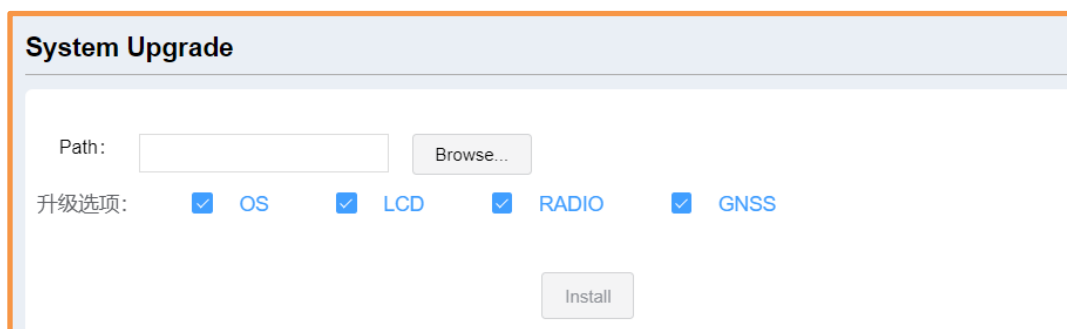 System Upgrade
Path: Browse...
升级选项: OS LCD RADIO GNSS
Install